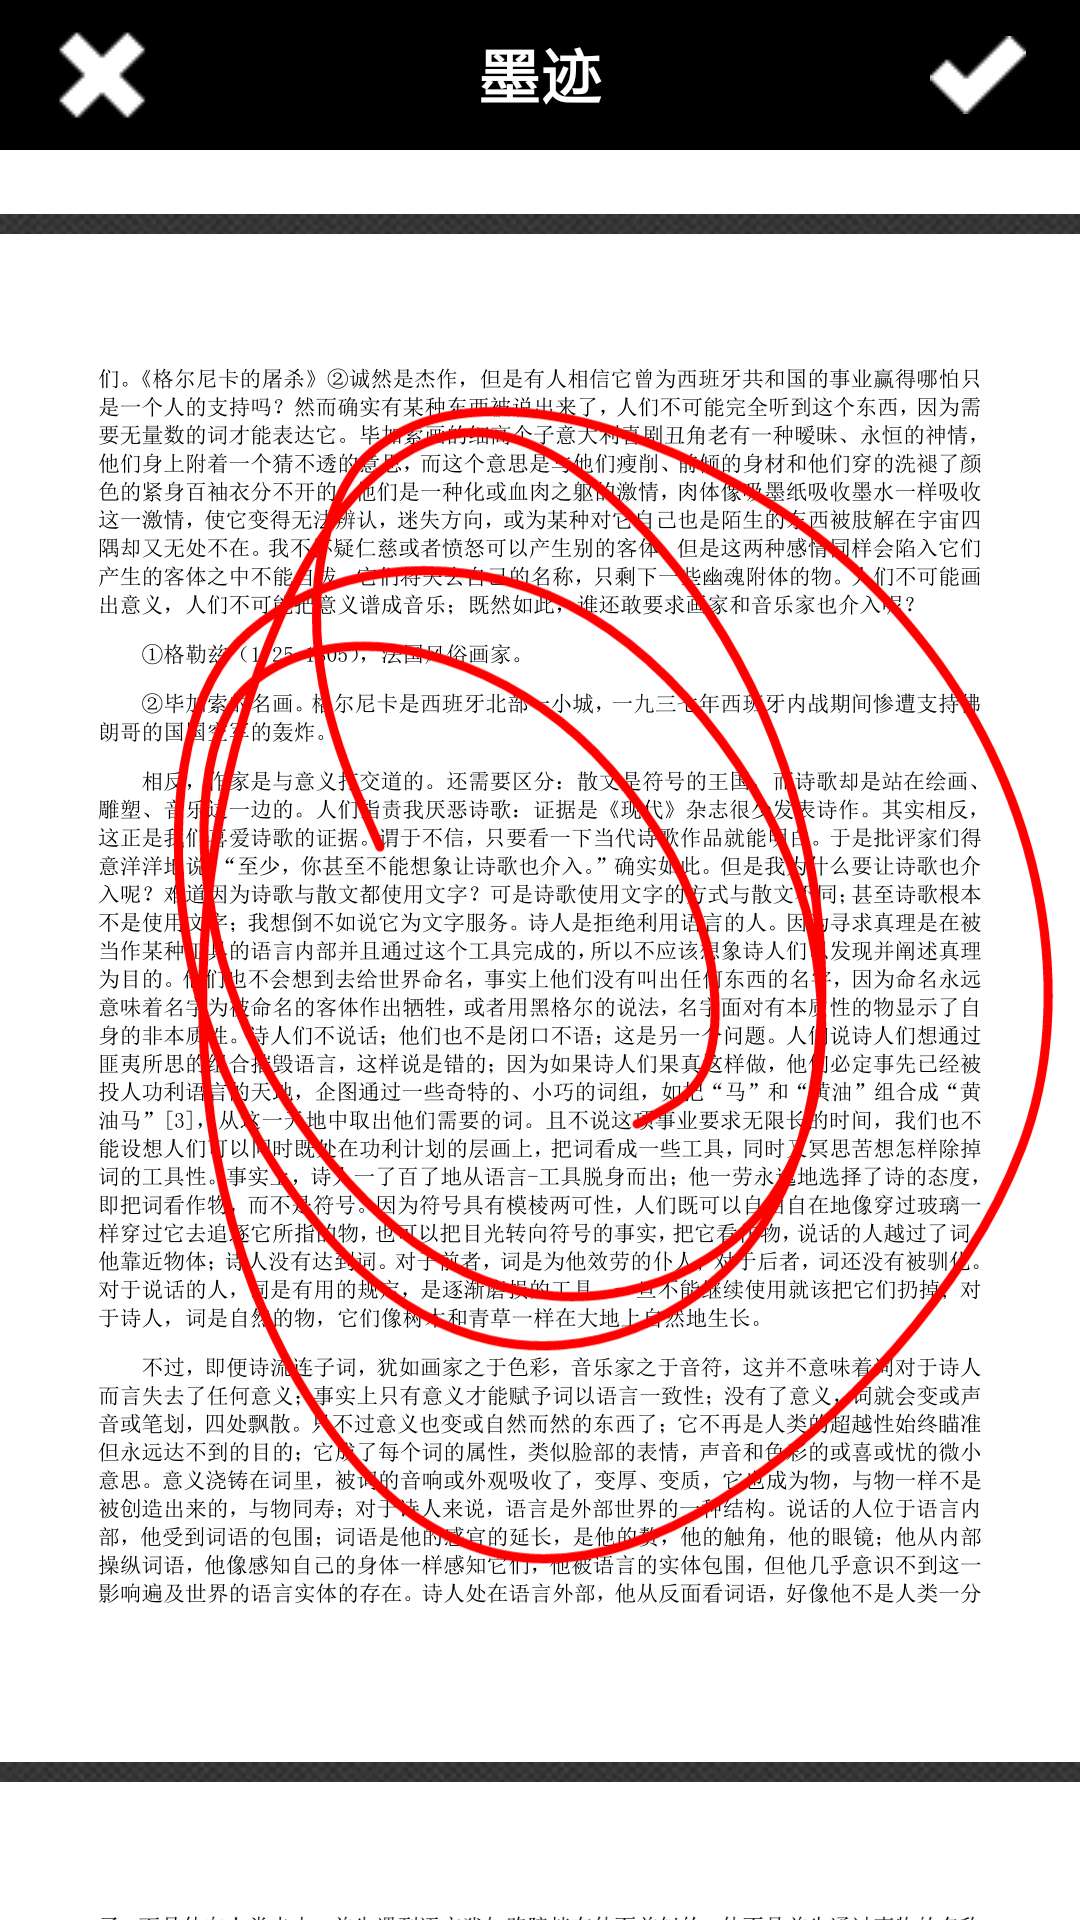 墨迹
们。《格尔尼卡的屠杀》②诚然是杰作，但是有人相信它曾为西班牙共和国的事业赢得哪怕只
是一个人的支持吗？然而确实有某种东西被说出来了，人们不可能完全听到这个东西，因为需
要无量数的词才能表达它。毕加索画的细高个子意大利喜剧丑角老有一种暧昧、永恒的神情，
他们身上附着一个猜不透的意思，而这个意思是与他们瘦削、前倾的身材和他们穿的洗褪了颜
色的紧身百衲衣分不开的。他们是一种化或血肉之躯的激情，肉体像吸墨纸吸收墨水一样吸收
这一激情，使它变得无法辨认，迷失方向，或为某种对它自己也是陌生的东西被肢解在宇宙四
隅却又无处不在。我不怀疑仁慈或者愤怒可以产生别的客体，但是这两种感情同样会陷入它们
产生的客体之中不能自拔，它们将失去自己的名称，只剩下一些幽魂附体的物。人们不可能画
出意义，人们不可能把意义谱成音乐；既然如此，谁还敢要求画家和音乐家也介入呢？
①格勒兹（1725-1805），法国风俗画家。
②毕加索的名画。格尔尼卡是西班牙北部一小城，一九三七年西班牙内战期间惨遭支持佛
朗哥的国国空军的轰炸。
相反，作家是与意义打交道的。还需要区分：散文是符号的王国，而诗歌却是站在绘画、
雕塑、音乐这一边的。人们指责我厌恶诗歌：证据是《现代》杂志很少发表诗作。其实相反，
这正是我们喜爱诗歌的证据。谓于不信，只要看一下当代诗歌作品就能明白。于是批评家们得
意洋洋地说：“至少，你甚至不能想象让诗歌也介入。”确实如此。但是我为什么要让诗歌也介
入呢？难道因为诗歌与散文都使用文字？可是诗歌使用文字的方式与散文不同；甚至诗歌根本
不是使用文字；我想倒不如说它为文字服务。诗人是拒绝利用语言的人。因为寻求真理是在被
当作某种工具的语言内部并且通过这个工具完成的，所以不应该想象诗人们以发现并阐述真理
为目的。他们也不会想到去给世界命名，事实上他们没有叫出任何东西的名字，因为命名永远
意味着名字为被命名的客体作出牺牲，或者用黑格尔的说法，名字面对有本质性的物显示了自
身的非本质性。诗人们不说话；他们也不是闭口不语；这是另一个问题。人们说诗人们想通过
匪夷所思的组合摧毁语言，这样说是错的；因为如果诗人们果真这样做，他们必定事先已经被
投人功利语言的天地，企图通过一些奇特的、小巧的词组，如把“马”和“黄油”组合成“黄
油马”[3]，从这一天地中取出他们需要的词。且不说这项事业要求无限长的时间，我们也不
能设想人们可以同时既处在功利计划的层画上，把词看成一些工具，同时又冥思苦想怎样除掉
词的工具性。事实上，诗人一了百了地从语言-工具脱身而出；他一劳永逸地选择了诗的态度，
即把词看作物，而不是符号。因为符号具有模棱两可性，人们既可以自由自在地像穿过玻璃一
样穿过它去追逐它所指的物，也可以把目光转向符号的事实，把它看作物，说话的人越过了词，
他靠近物体；诗人没有达到词。对于前者，词是为他效劳的仆人；对于后者，词还没有被驯化。
对于说话的人，词是有用的规定，是逐渐磨损的工具，一旦不能继续使用就该把它们扔掉；对
于诗人，词是自然的物，它们像树木和青草一样在大地上自然地生长。
不过，即便诗流连子词，犹如画家之于色彩，音乐家之于音符，这并不意味着词对于诗人
而言失去了任何意义；事实上只有意义才能赋予词以语言一致性；没有了意义，词就会变或声
音或笔划，四处飘散。只不过意义也变或自然而然的东西了；它不再是人类的超越性始终瞄准
但永远达不到的目的；它成了每个词的属性，类似脸部的表情，声音和色彩的或喜或忧的微小
意思。意义浇铸在词里，被词的音响或外观吸收了，变厚、变质，它也成为物，与物一样不是
被创造出来的，与物同寿；对于诗人来说，语言是外部世界的一种结构。说话的人位于语言内
部，他受到词语的包围；词语是他的感官的延长，是他的螯，他的触角，他的眼镜；他从内部
操纵词语，他像感知自己的身体一样感知它们，他被语言的实体包围，但他几乎意识不到这一
影响遍及世界的语言实体的存在。诗人处在语言外部，他从反面看词语，好像他不是人类一分